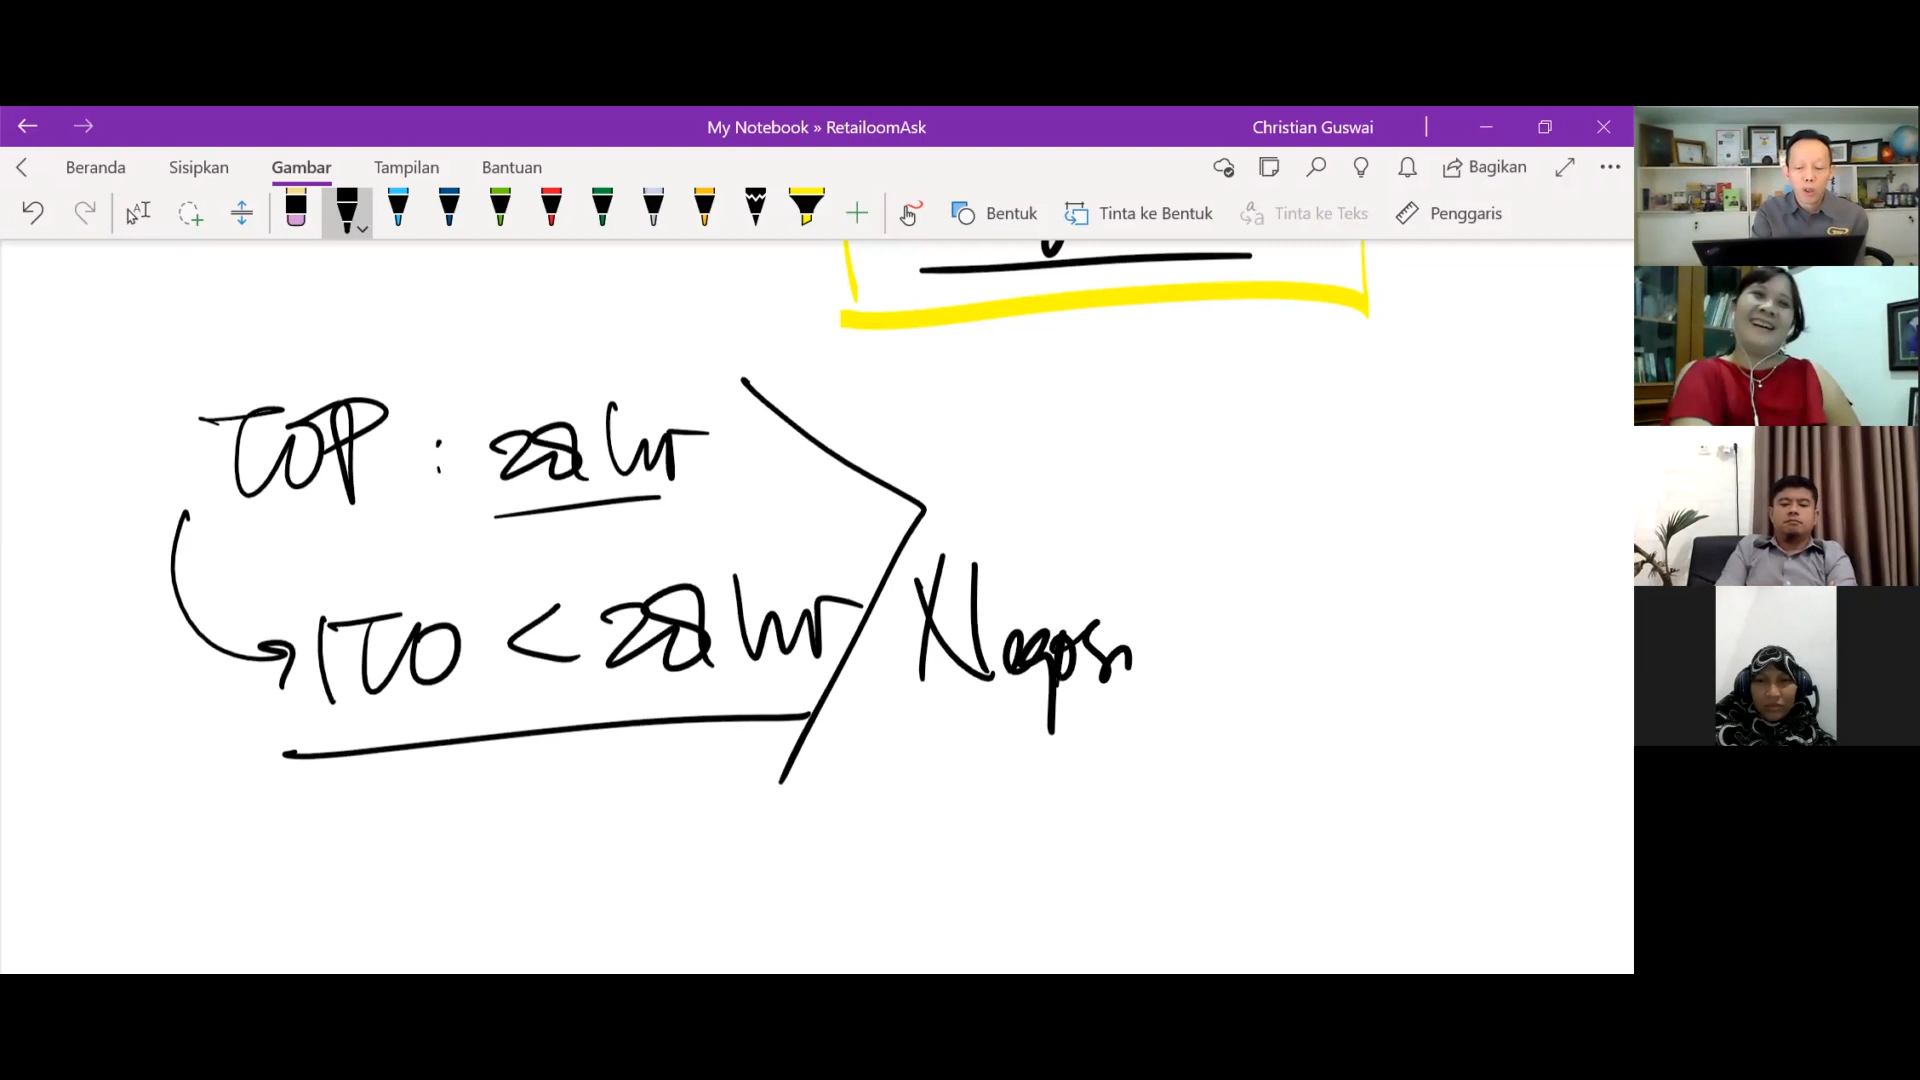 My Notebook » RetailoomAsk
Christian Guswai
Beranda Sisipkan Gambar Tampilan Bantuan
Bagikan
Bentuk Tinta ke Bentuk Tinta ke Teks Penggaris
TOP : 28 hr
ITO < 28 hr
Negosi